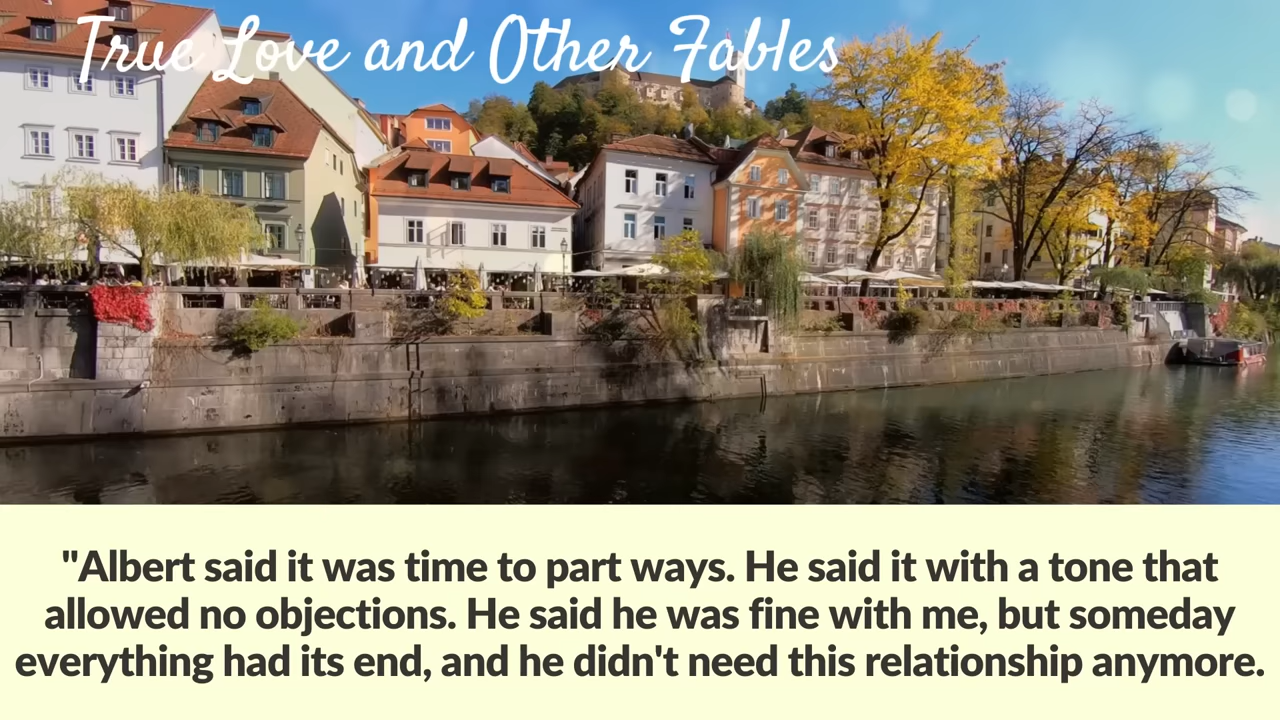 True Love and Other Fables
"Albert said it was time to part ways. He said it with a tone that
allowed no objections. He said he was fine with me, but someday
everything had its end, and he didn't need this relationship anymore.